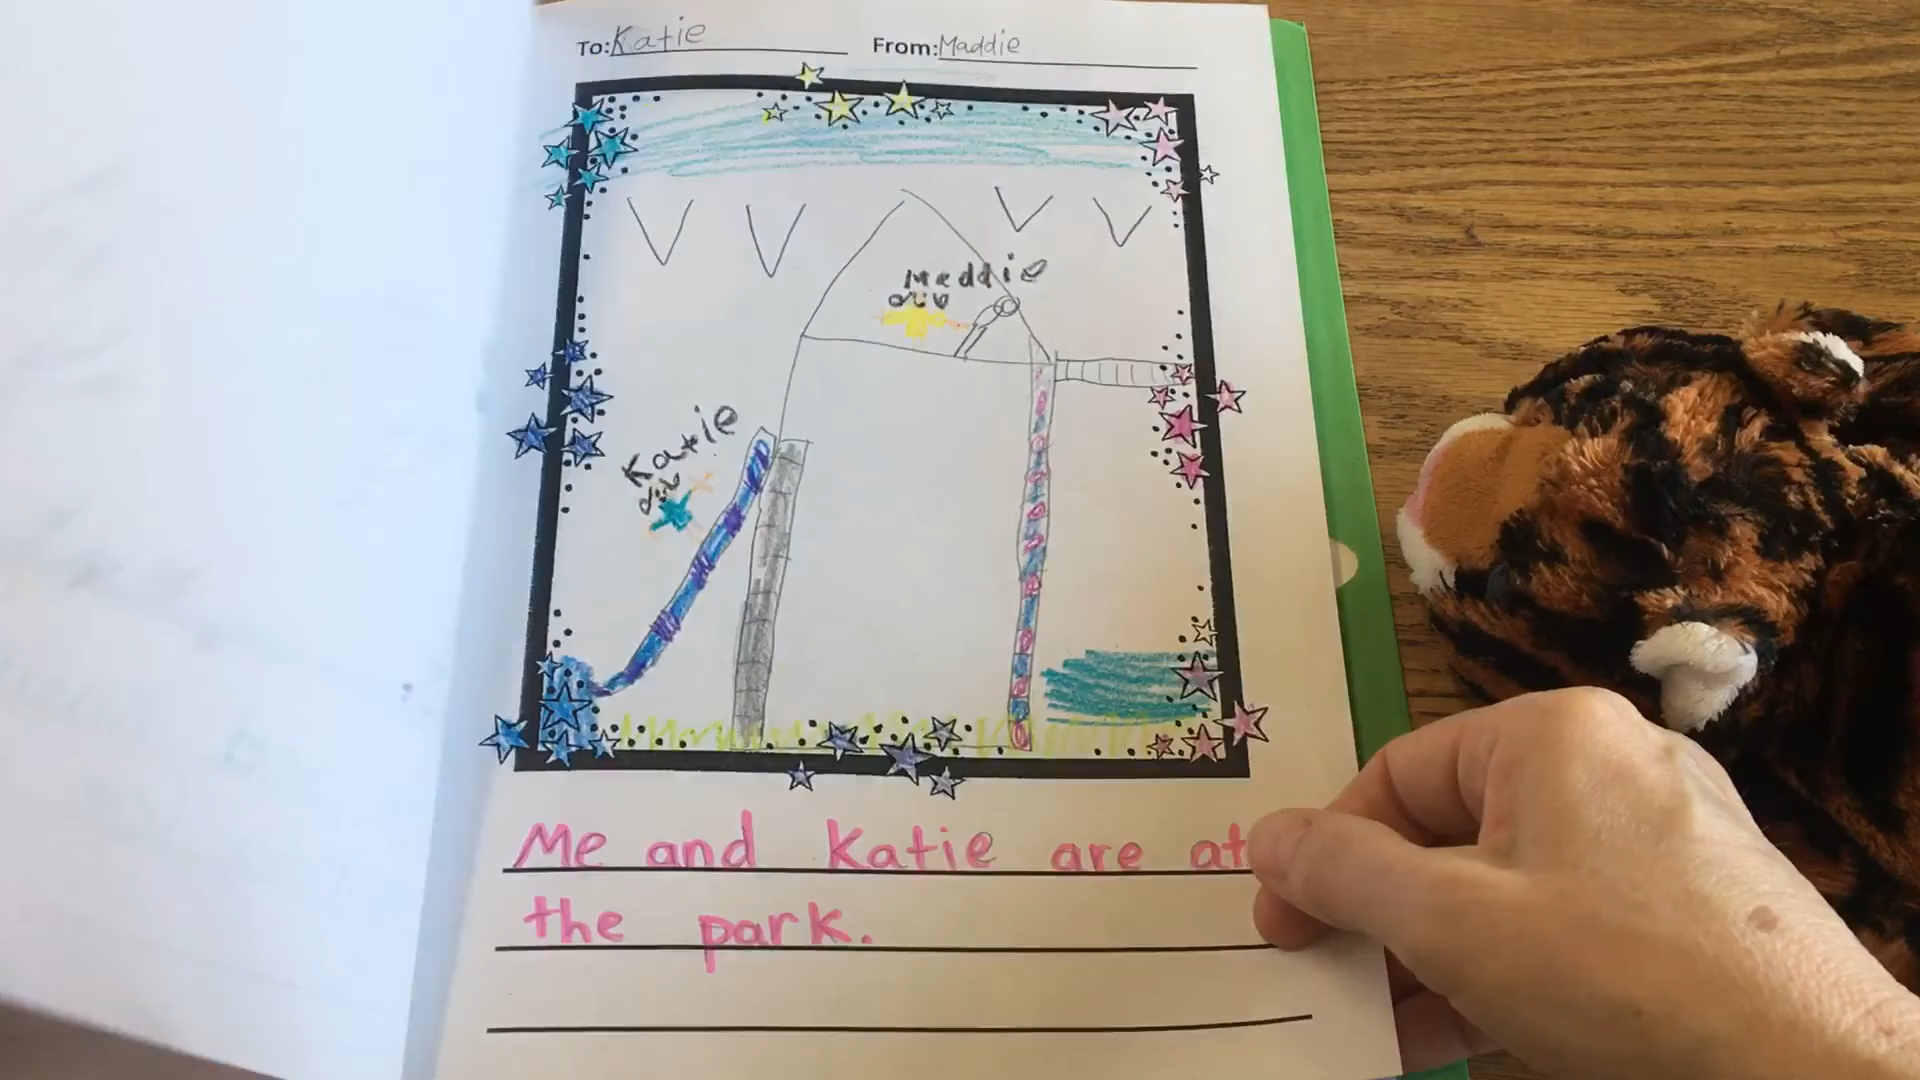 To: Katie From: Maddie
Maddie
Katie
Me and Katie are at
the park.